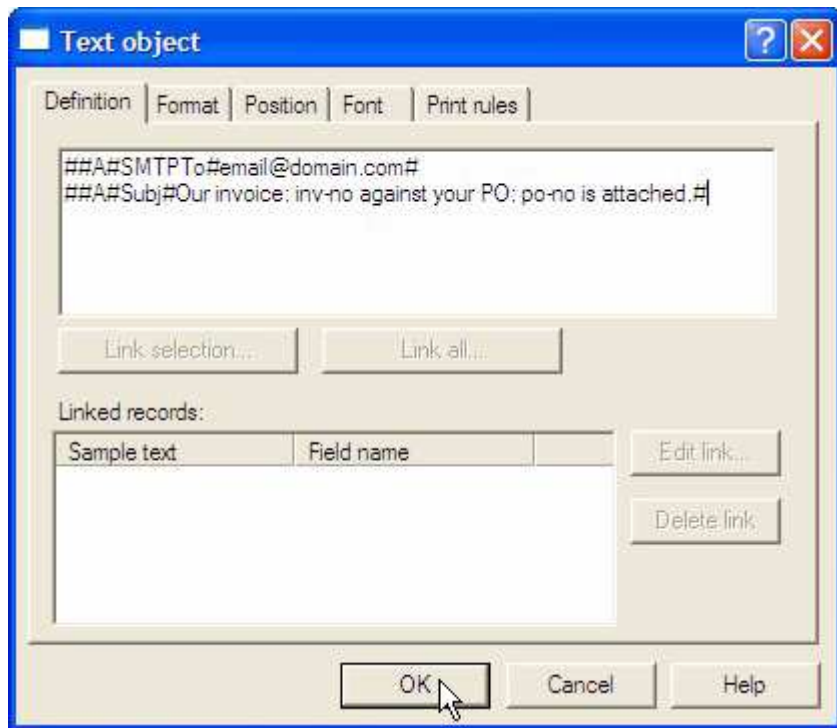 Text object
Definition Format Position Font Print rules
##A#SMTPTo#email@domain.com#
##A#Subj#Our invoice: inv-no against your PO: po-no is attached.#
Link selection... Link all...
Linked records:
Sample text Field name
Edit link...
Delete link
OK Cancel Help